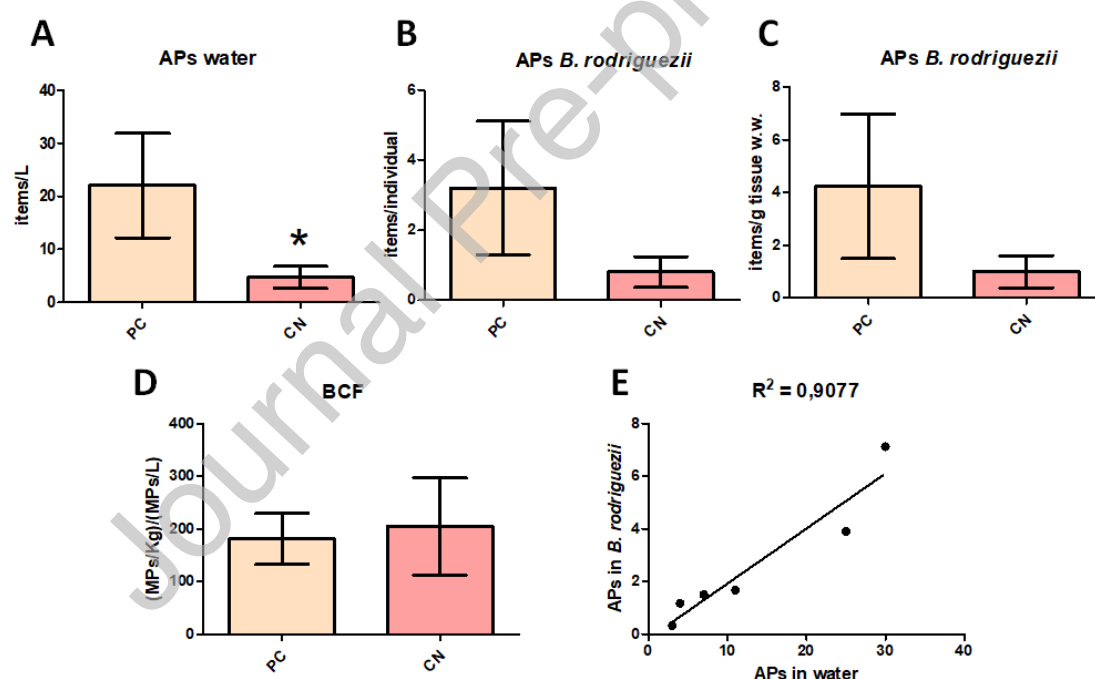 A
APs water
items/L
40
30
20
10
0
*
PC
CN
B
APs B. rodriguezii
items/individual
6
4
2
0
PC
CN
C
APs B. rodriguezii
items/g tissue w.w.
8
6
4
2
0
PC
CN
D
BCF
(MPs/Kg)/(MPs/L)
400
300
200
100
0
PC
CN
E
R² = 0,9077
APs in B. rodriguezii
8
6
4
2
0
0
10
20
30
40
APs in water
Journal Pre-pr